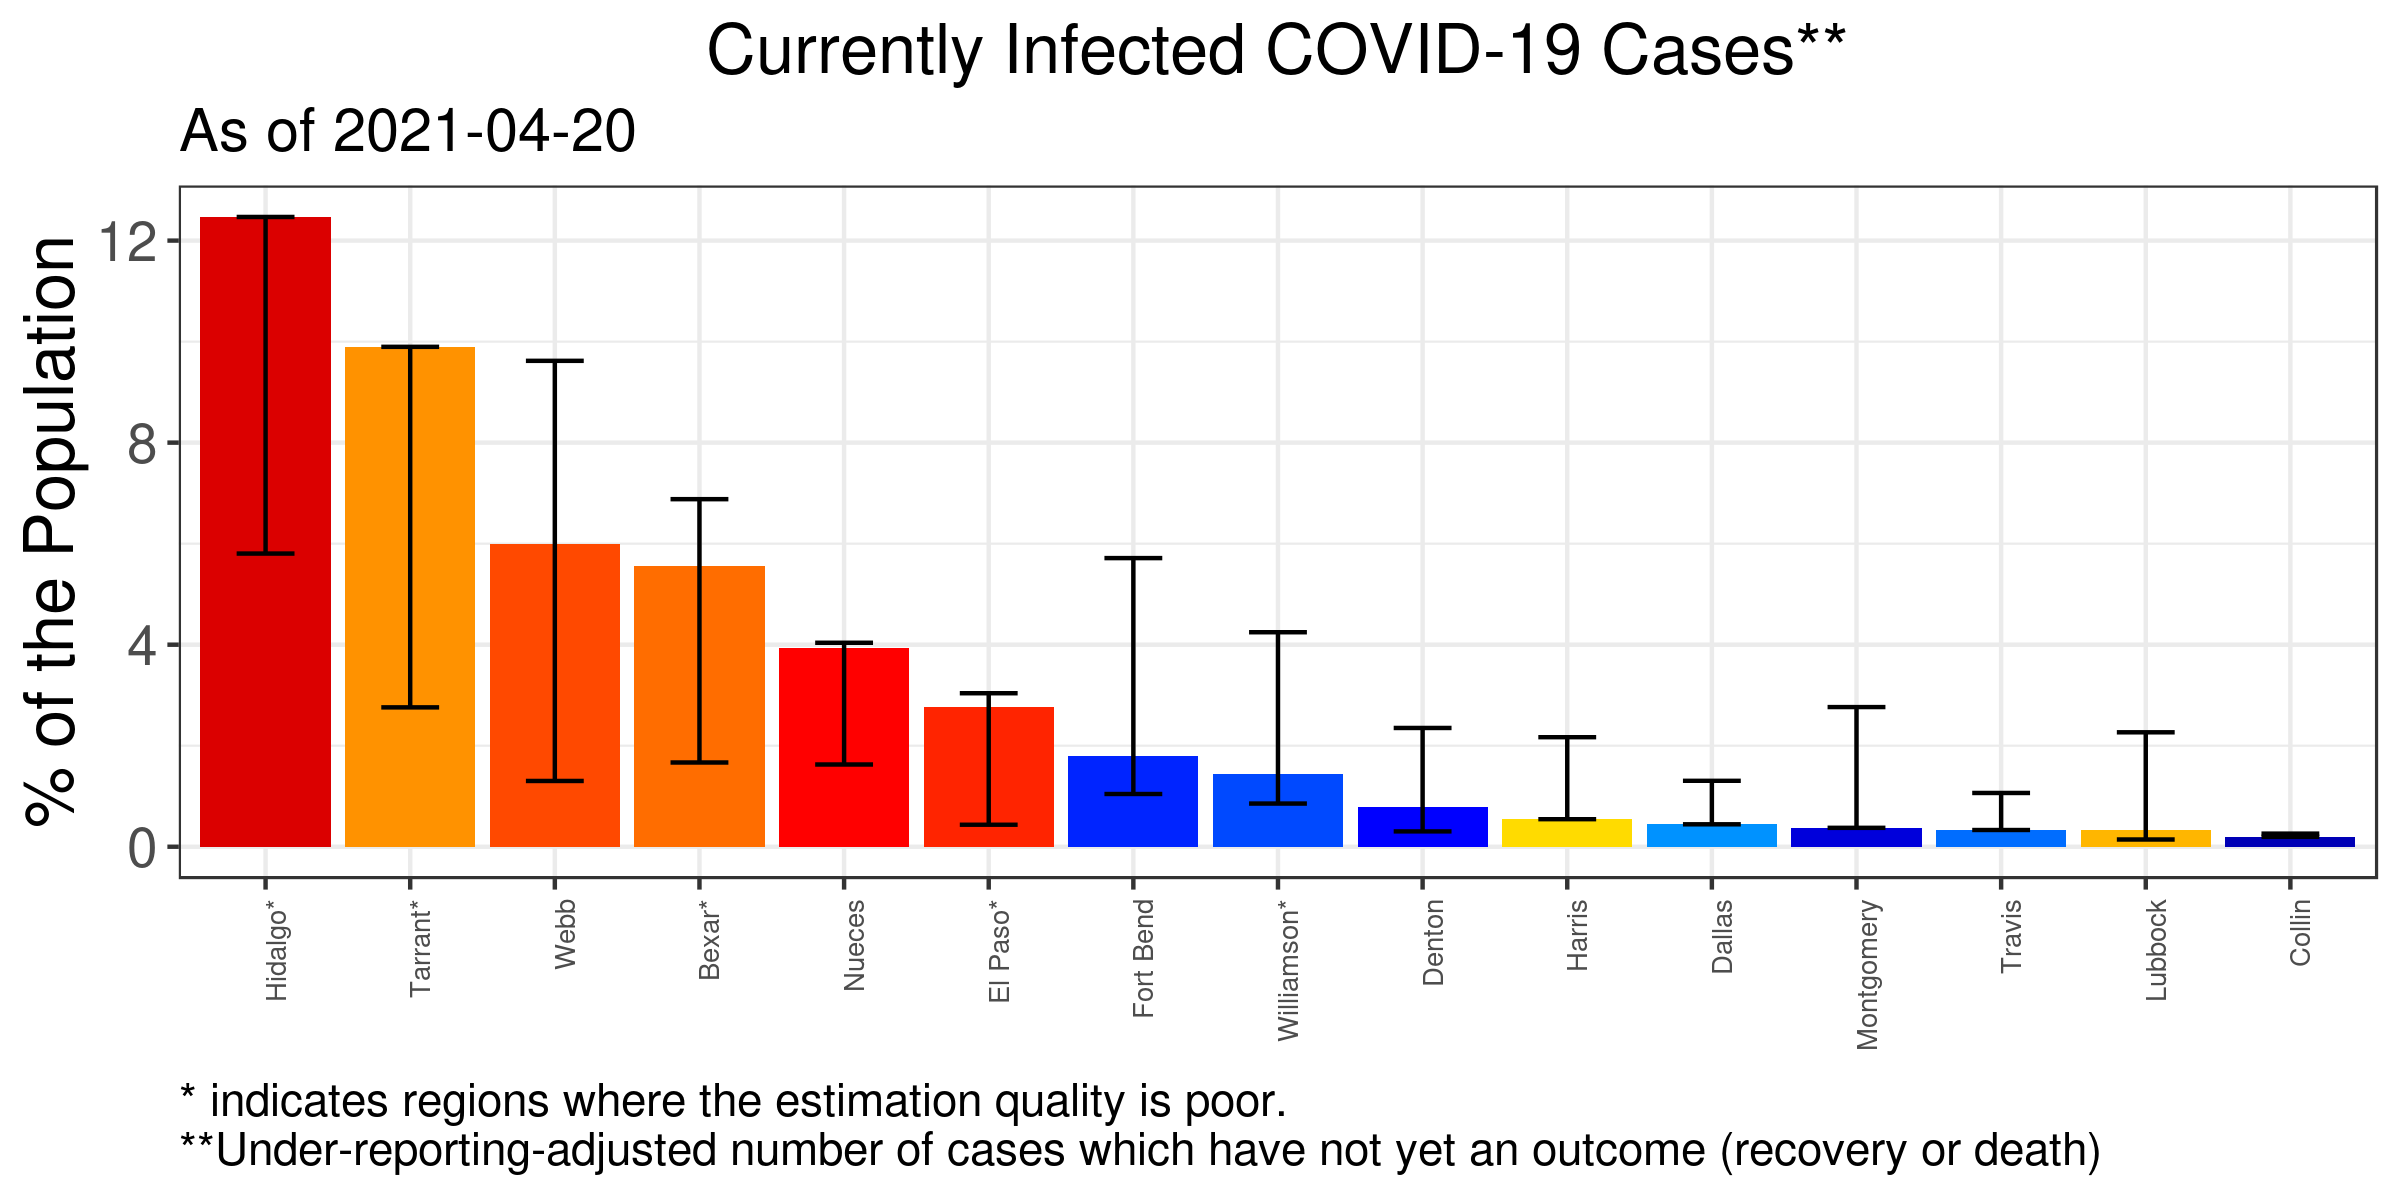 Currently Infected COVID-19 Cases**
As of 2021-04-20
% of the Population
12
8
4
0
Hidalgo*
Tarrant*
Webb
Bexar*
Nueces
El Paso*
Fort Bend
Williamson*
Denton
Harris
Dallas
Montgomery
Travis
Lubbock
Collin
* indicates regions where the estimation quality is poor.
**Under-reporting-adjusted number of cases which have not yet an outcome (recovery or death)